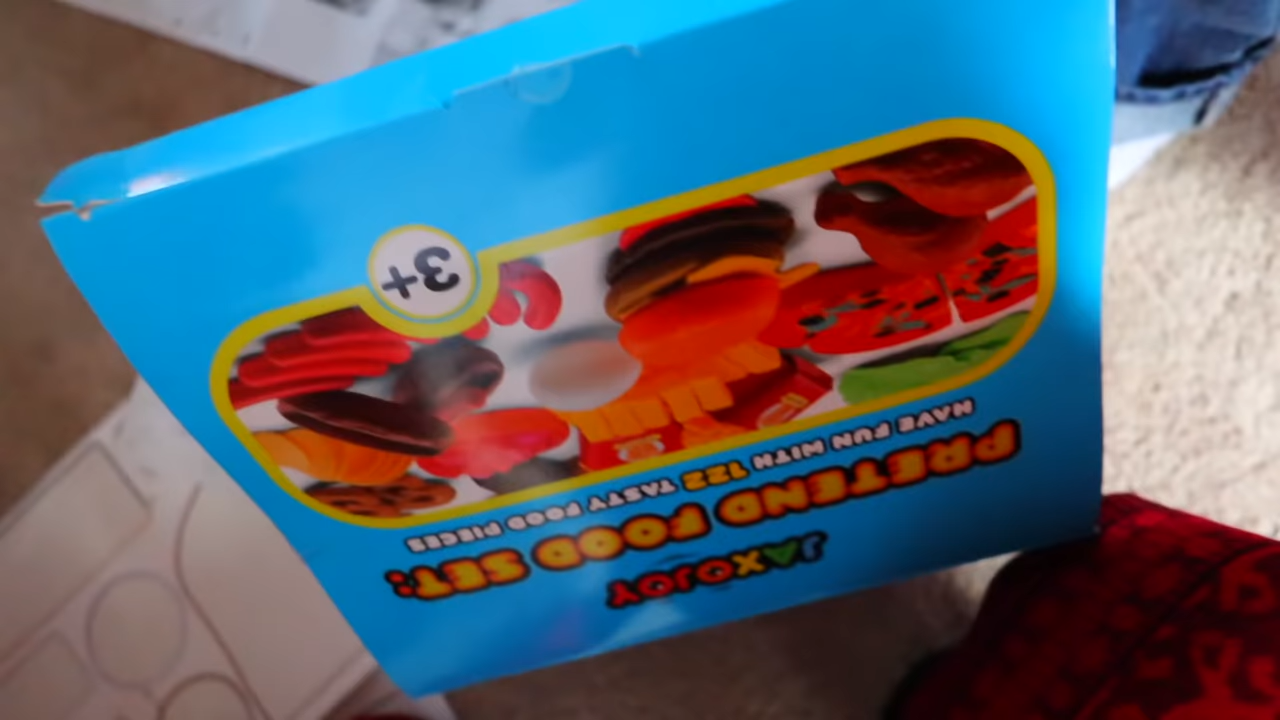 JAXOJOY
PRETEND FOOD SET:
HAVE FUN WITH 122 TASTY FOOD PIECES
3+